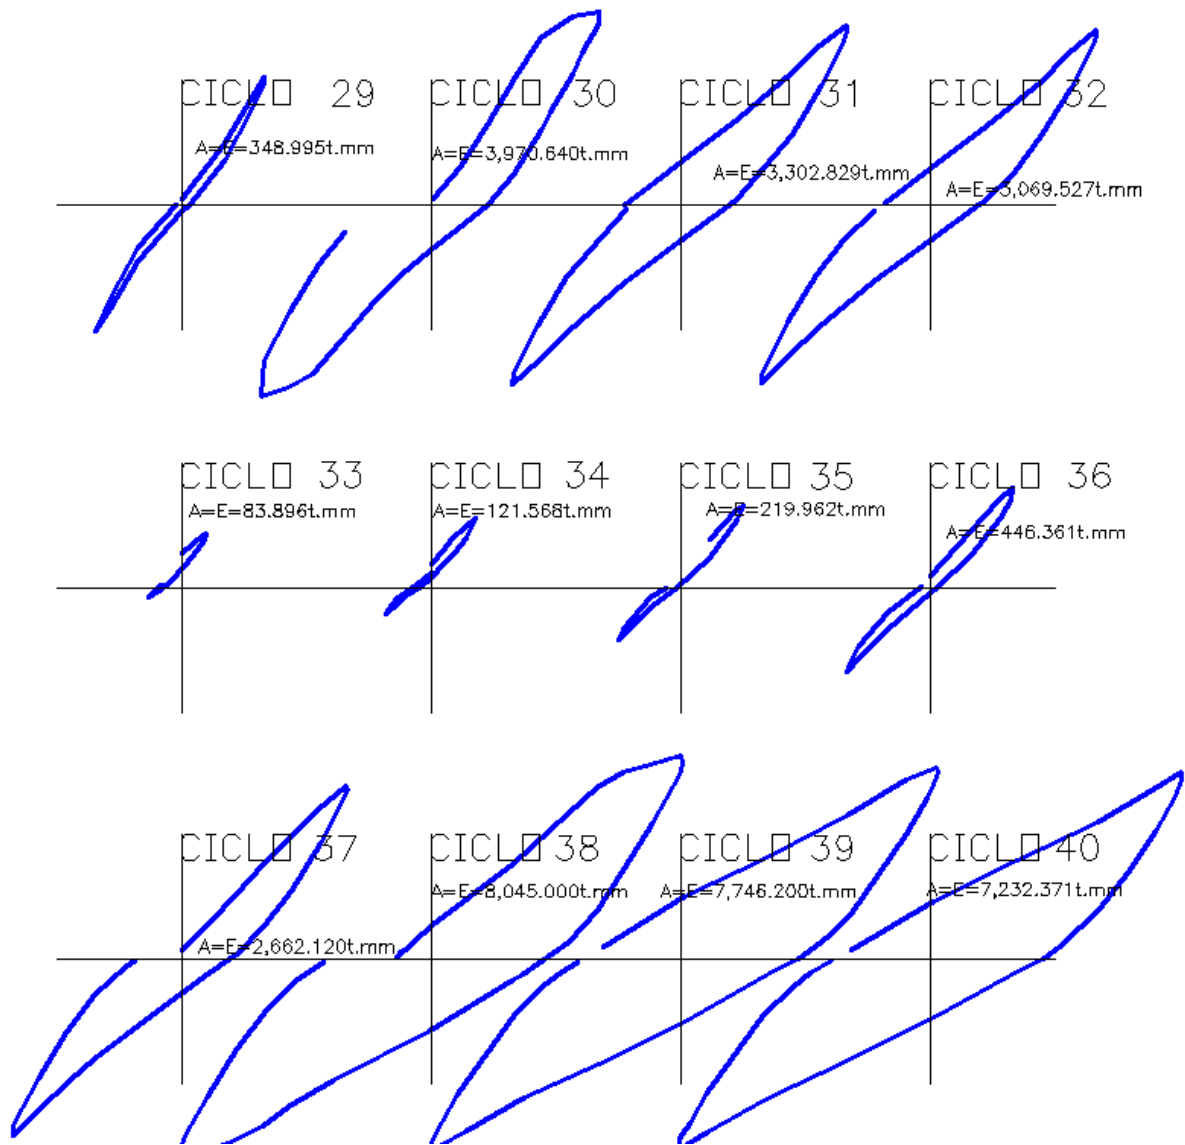 CICLO 29
A=E=348.995t.mm
CICLO 30
A=E=3,970.640t.mm
CICLO 31
A=E=3,302.829t.mm
CICLO 32
A=E=3,069.527t.mm
CICLO 33
A=E=83.896t.mm
CICLO 34
A=E=121.568t.mm
CICLO 35
A=E=219.962t.mm
CICLO 36
A=E=446.361t.mm
CICLO 37
A=E=2,662.120t.mm
CICLO 38
A=E=8,045.000t.mm
CICLO 39
A=E=7,746.200t.mm
CICLO 40
A=E=7,232.371t.mm